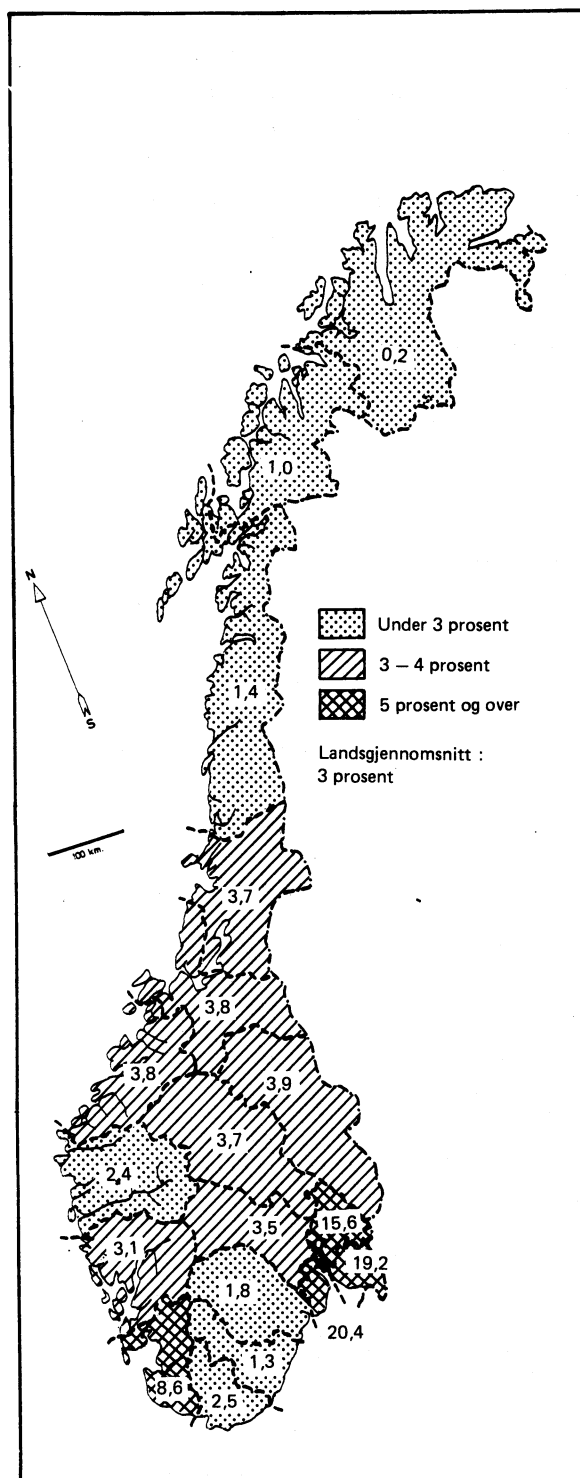 0,2
1,0
N
Under 3 prosent
3 – 4 prosent
1,4
5 prosent og over
NS
Landsgjennomsnitt :
3 prosent
100 km.
3,7
3,8
3,8
3,9
3,7
2,4
15,6
3,5
3,1
19,2
1,8
20,4
1,3
8,6
2,5